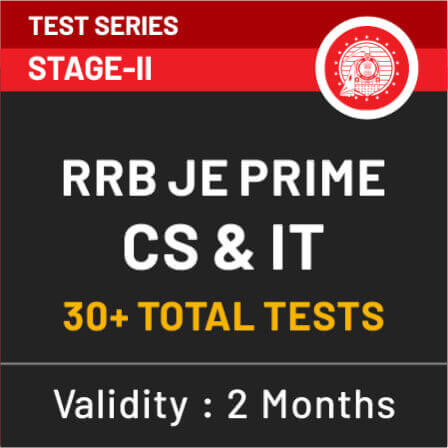 TEST SERIES
STAGE-II
RRB JE PRIME
CS & IT
30+ TOTAL TESTS
Validity : 2 Months